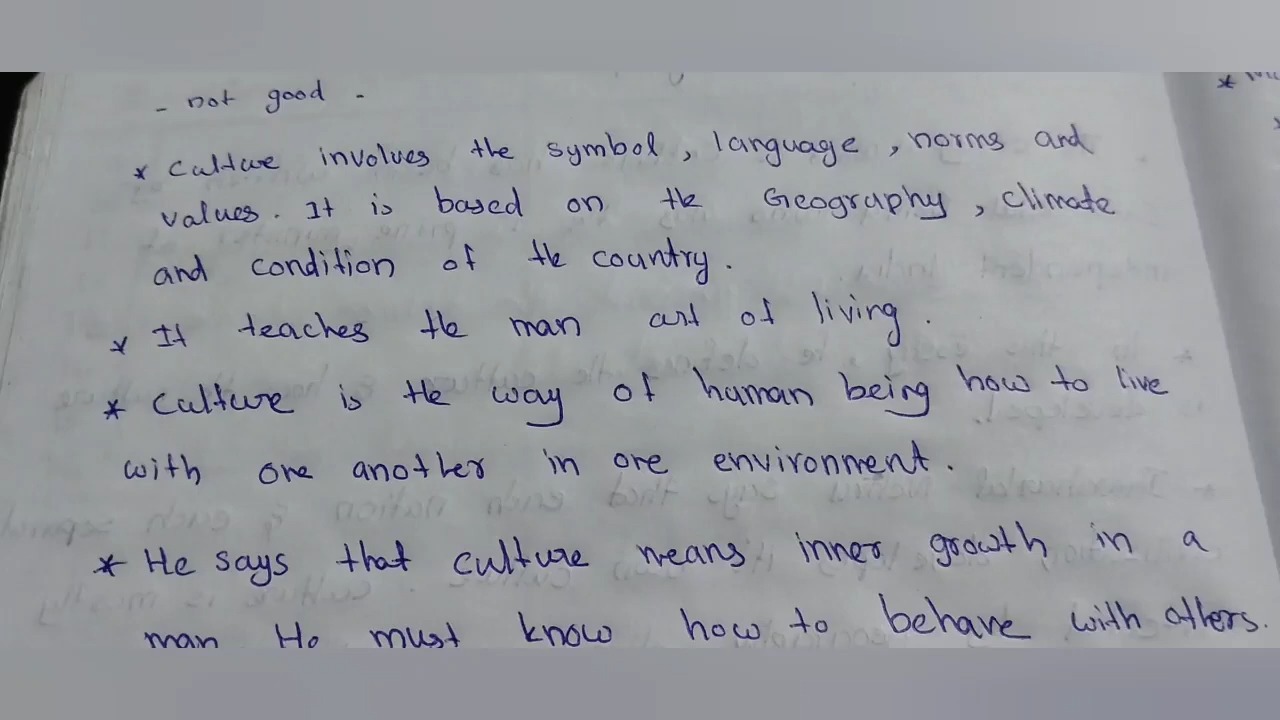 - not good -
* Culture involves the symbol, language, norms and
values. It is based on the Geography, climate
and condition of the country.
* It teaches the man art of living.
* Culture is the way of human being how to live
with one another in one environment.
* He says that culture means inner growth in a
man He must know how to behave with others.